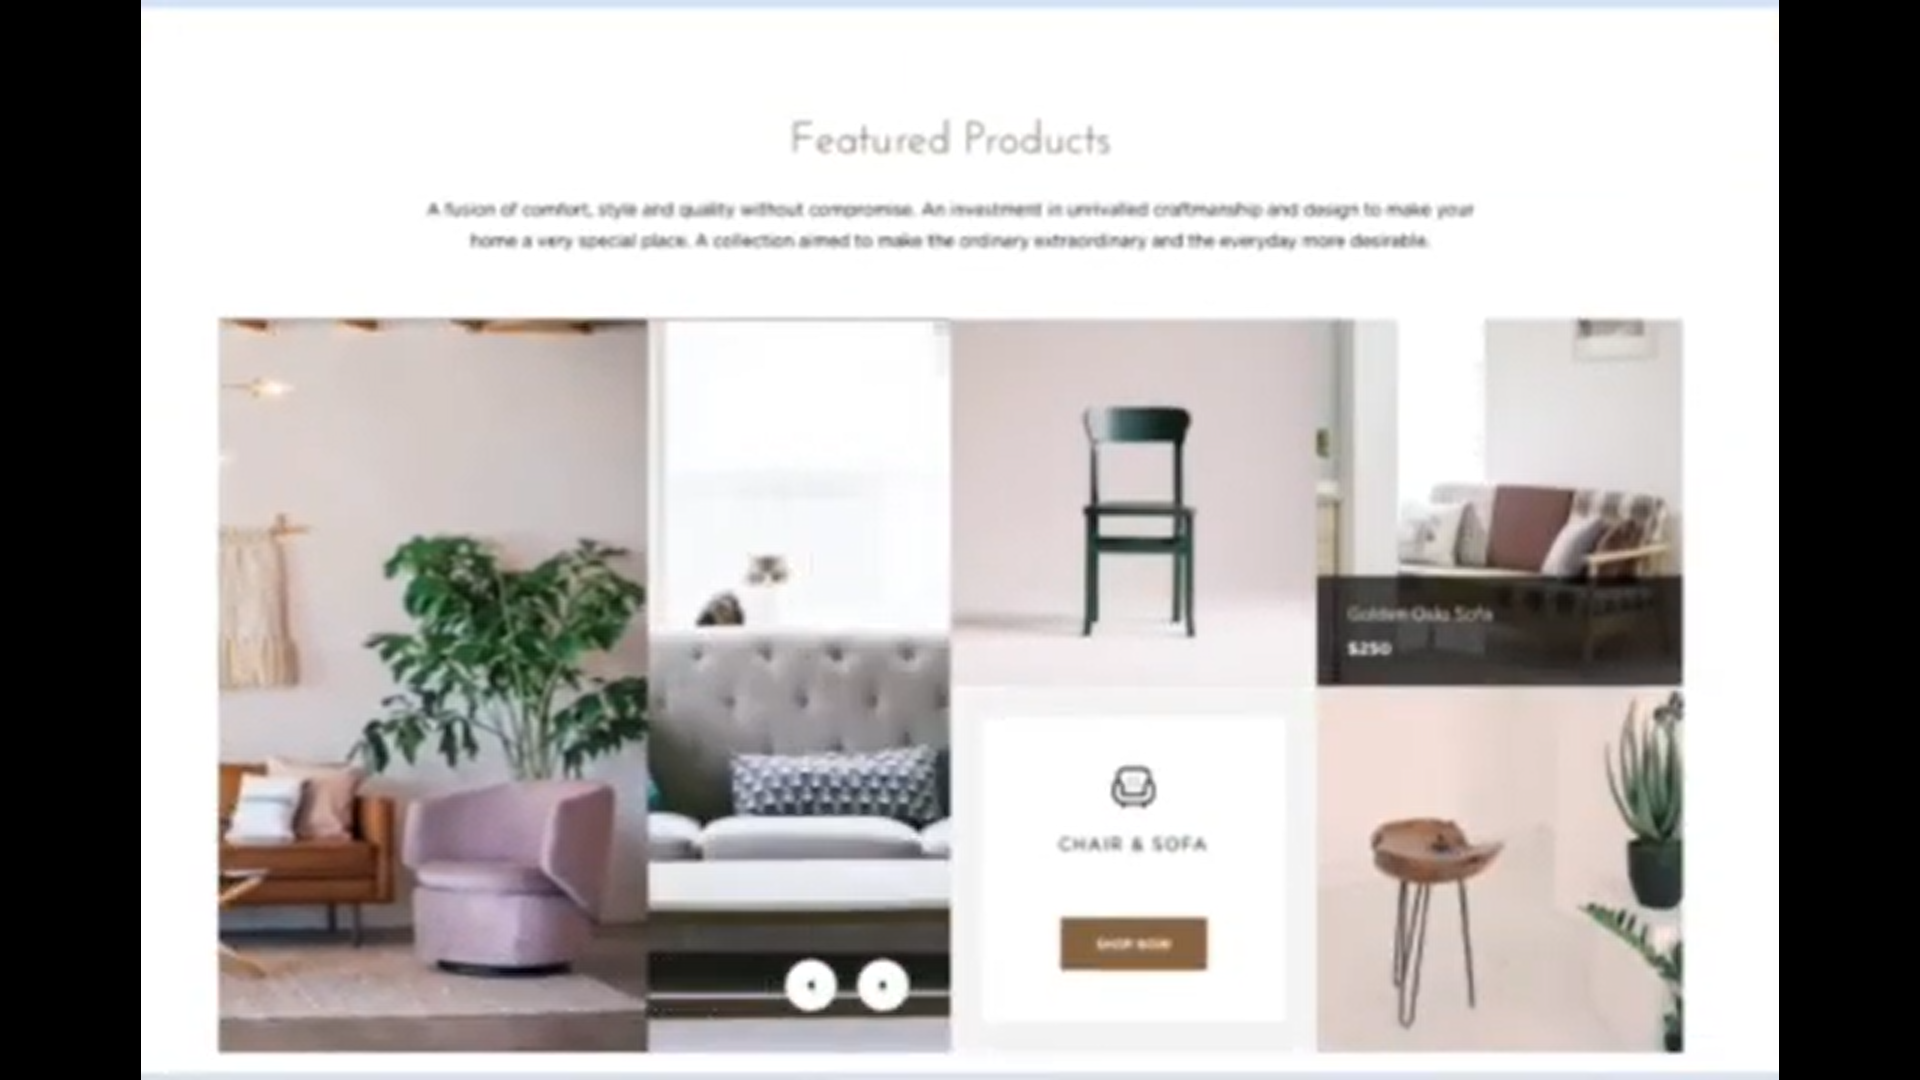 Featured Products
A fusion of comfort, style and quality without compromise. An investment in unrivalled craftmanship and design to make your
home a very special place. A collection aimed to make the ordinary extraordinary and the everyday more desirable.
Golden Oslo Sofa
$250
CHAIR & SOFA
SHOP NOW